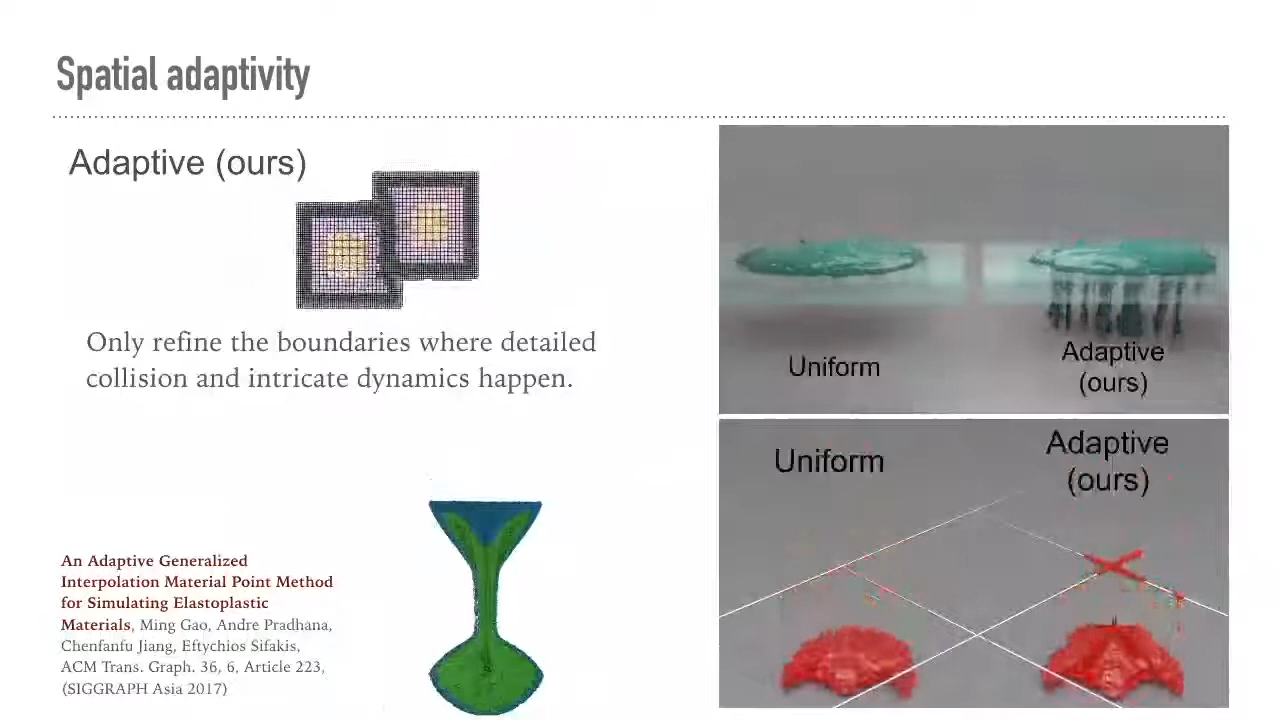 Spatial adaptivity
Adaptive (ours)
Only refine the boundaries where detailed
collision and intricate dynamics happen.
An Adaptive Generalized
Interpolation Material Point Method
for Simulating Elastoplastic
Materials, Ming Gao, Andre Pradhana,
Chenfanfu Jiang, Eftychios Sifakis,
ACM Trans. Graph. 36, 6, Article 223,
(SIGGRAPH Asia 2017)
Uniform
Adaptive
(ours)
Uniform
Adaptive
(ours)